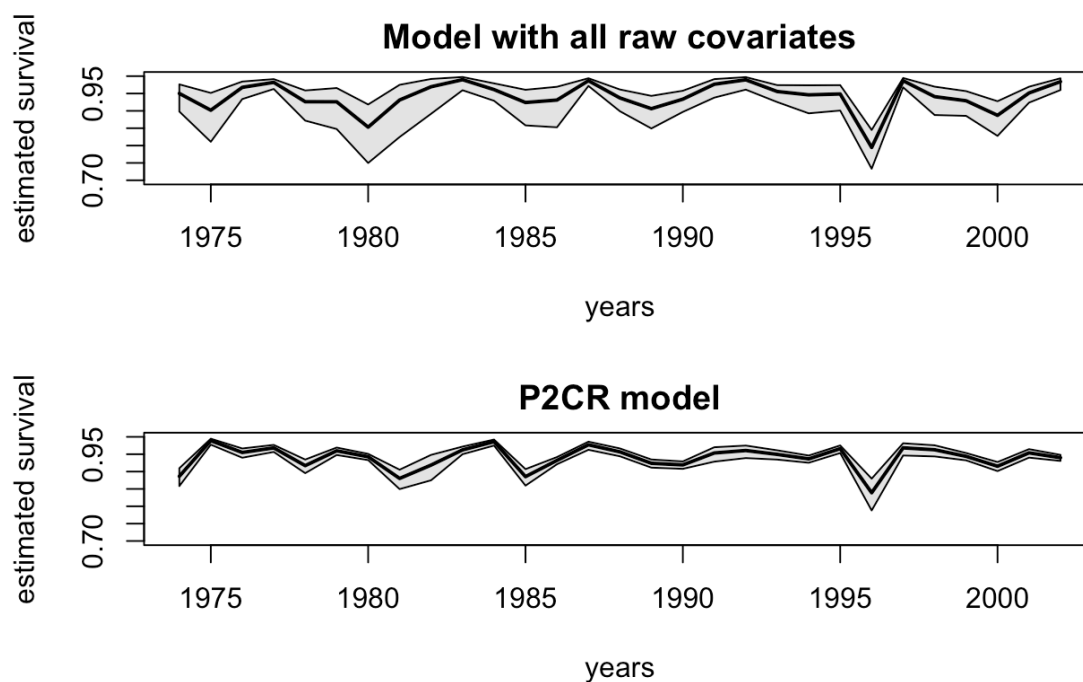 Model with all raw covariates
estimated survival
0.95
0.70
1975 1980 1985 1990 1995 2000
years
P2CR model
estimated survival
0.95
0.70
1975 1980 1985 1990 1995 2000
years